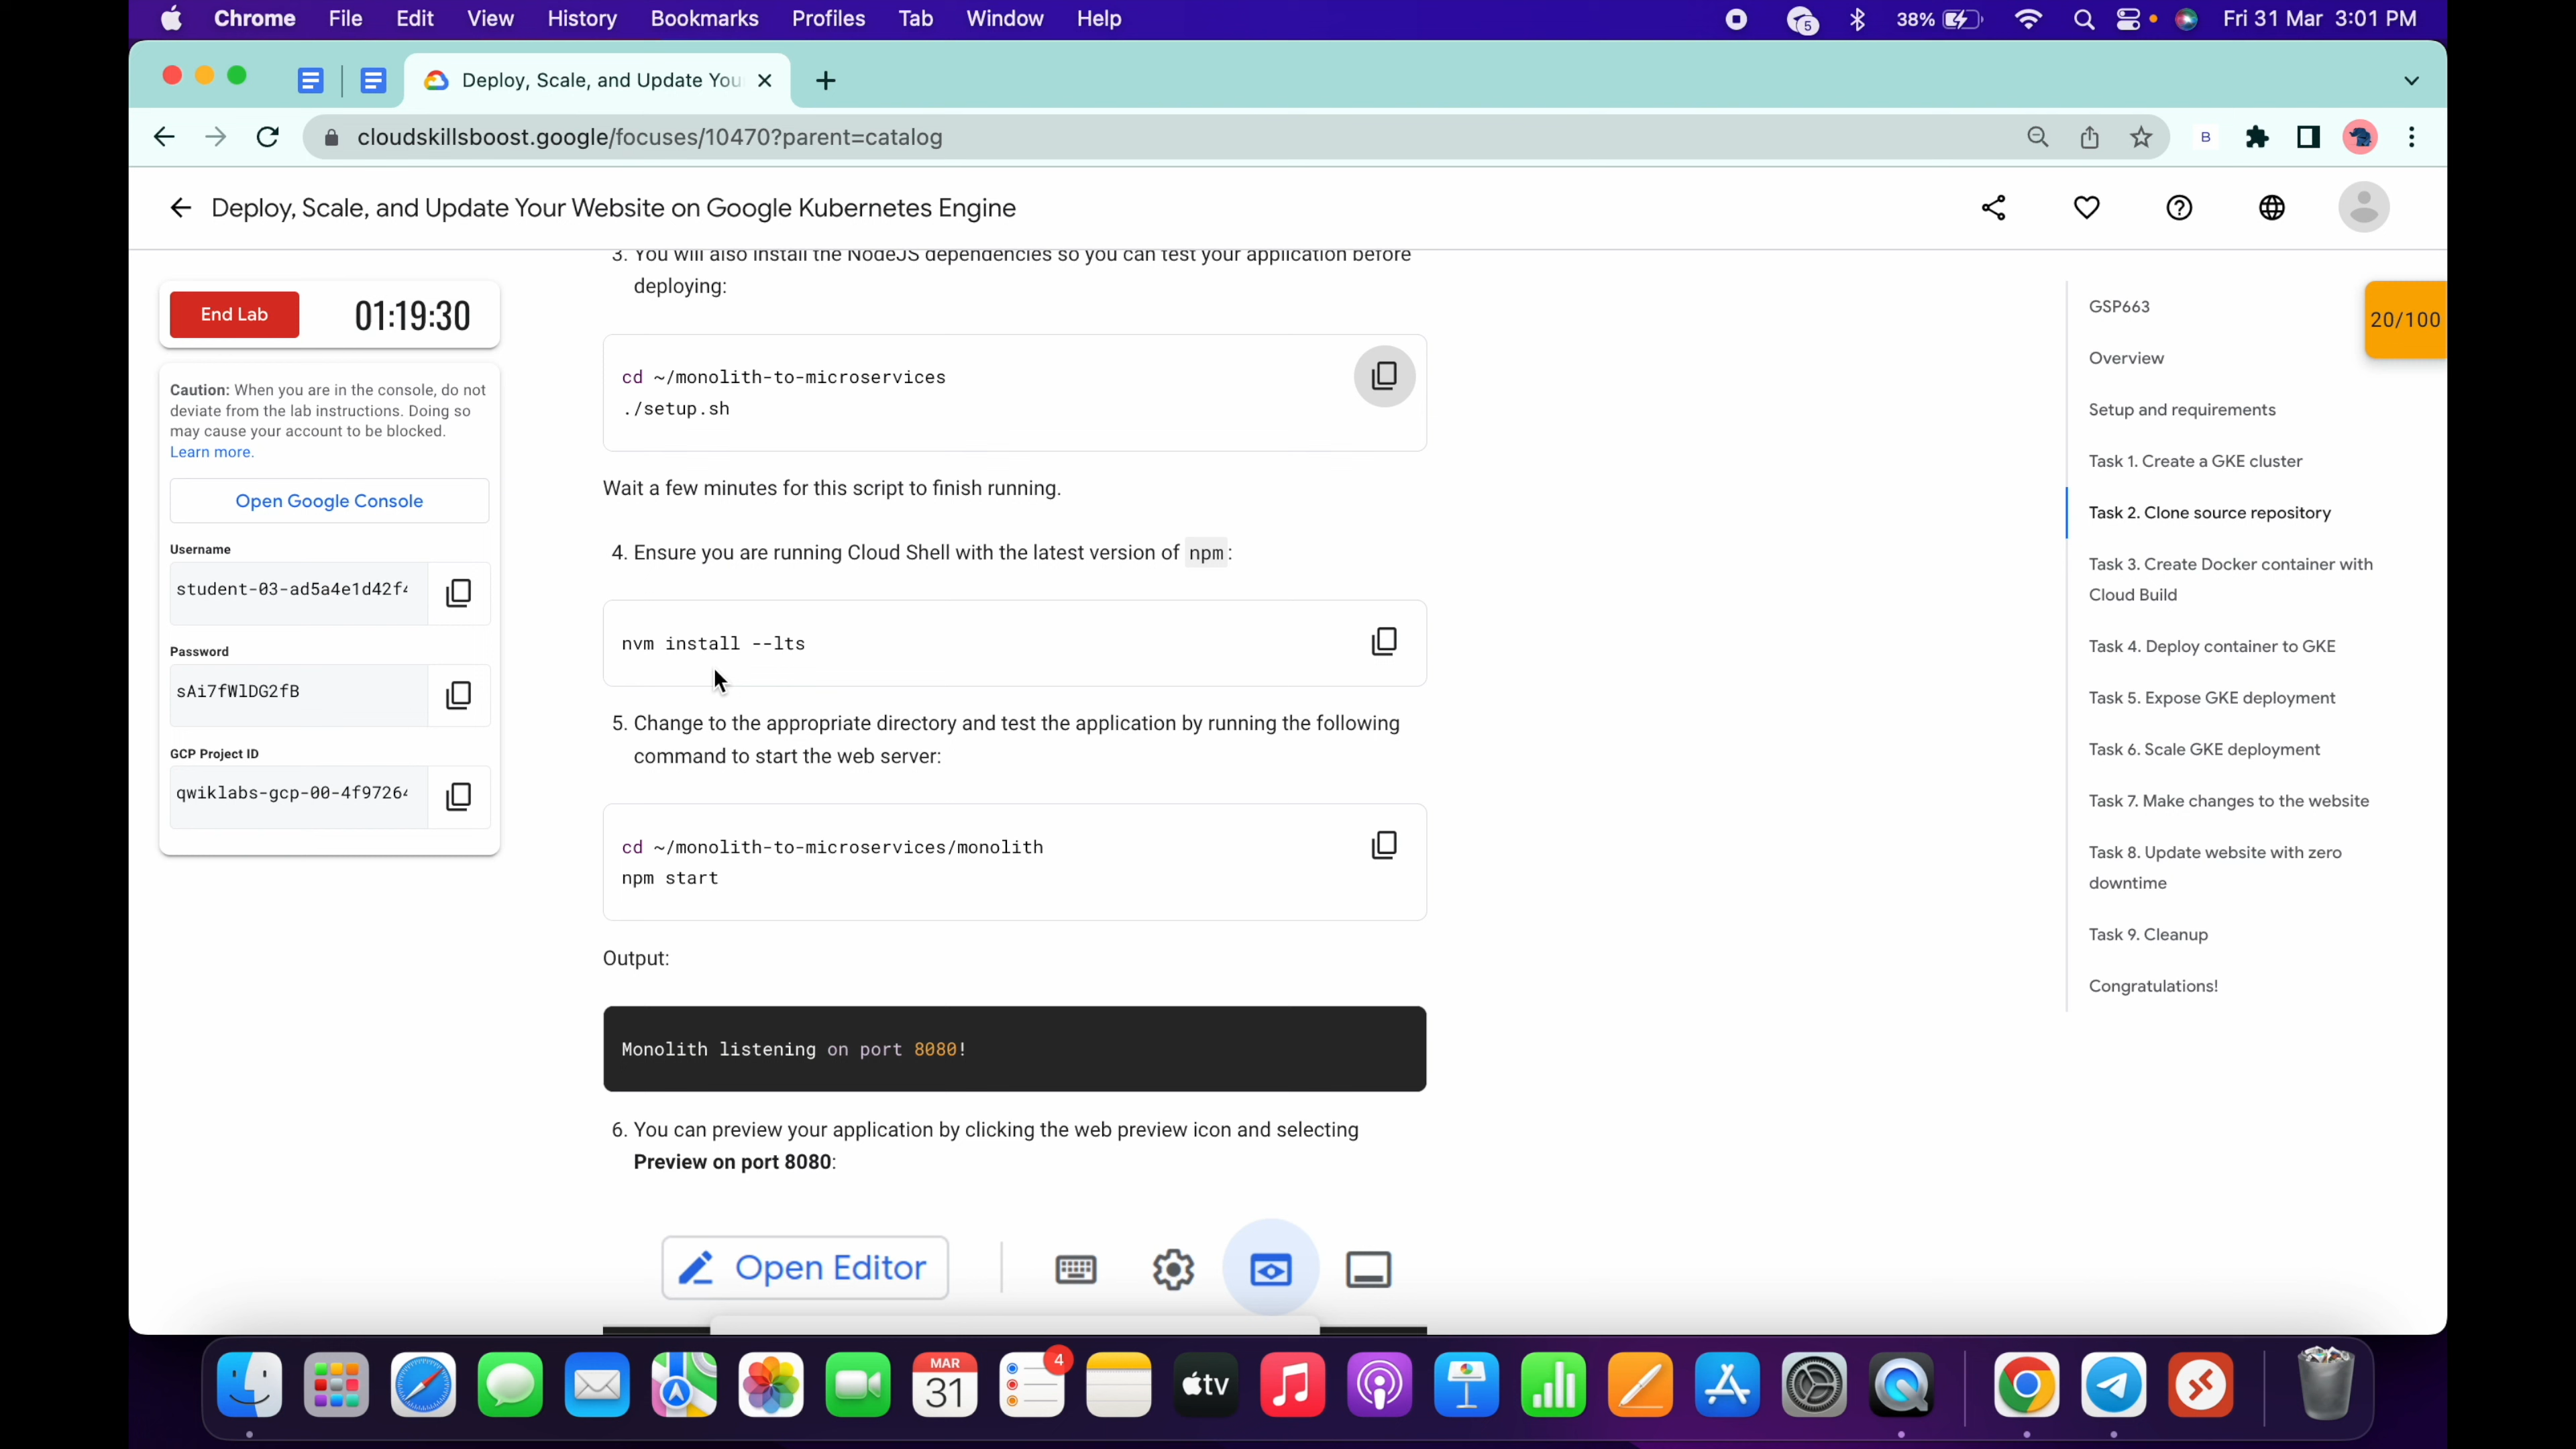 Chrome File Edit View History Bookmarks Profiles Tab Window Help 5 38% Fri 31 Mar 3:01 PM
Deploy, Scale, and Update You
cloudskillsboost.google/focuses/10470?parent=catalog B
Deploy, Scale, and Update Your Website on Google Kubernetes Engine
End Lab 01:19:30
Caution: When you are in the console, do not
deviate from the lab instructions. Doing so
may cause your account to be blocked.
Learn more.
Open Google Console
Username
student-03-ad5a4e1d42f
Password
sAi7fWlDG2fB
GCP Project ID
qwiklabs-gcp-00-4f9726
3. You will also install the NodeJS dependencies so you can test your application before
deploying:
cd ~/monolith-to-microservices
./setup.sh
Wait a few minutes for this script to finish running.
4. Ensure you are running Cloud Shell with the latest version of npm:
nvm install --lts
5. Change to the appropriate directory and test the application by running the following
command to start the web server:
cd ~/monolith-to-microservices/monolith
npm start
Output:
Monolith listening on port 8080!
6. You can preview your application by clicking the web preview icon and selecting
Preview on port 8080:
Open Editor
GSP663
Overview
Setup and requirements
Task 1. Create a GKE cluster
Task 2. Clone source repository
Task 3. Create Docker container with
Cloud Build
Task 4. Deploy container to GKE
Task 5. Expose GKE deployment
Task 6. Scale GKE deployment
Task 7. Make changes to the website
Task 8. Update website with zero
downtime
Task 9. Cleanup
Congratulations!
20/100
MAR
31
4
tv